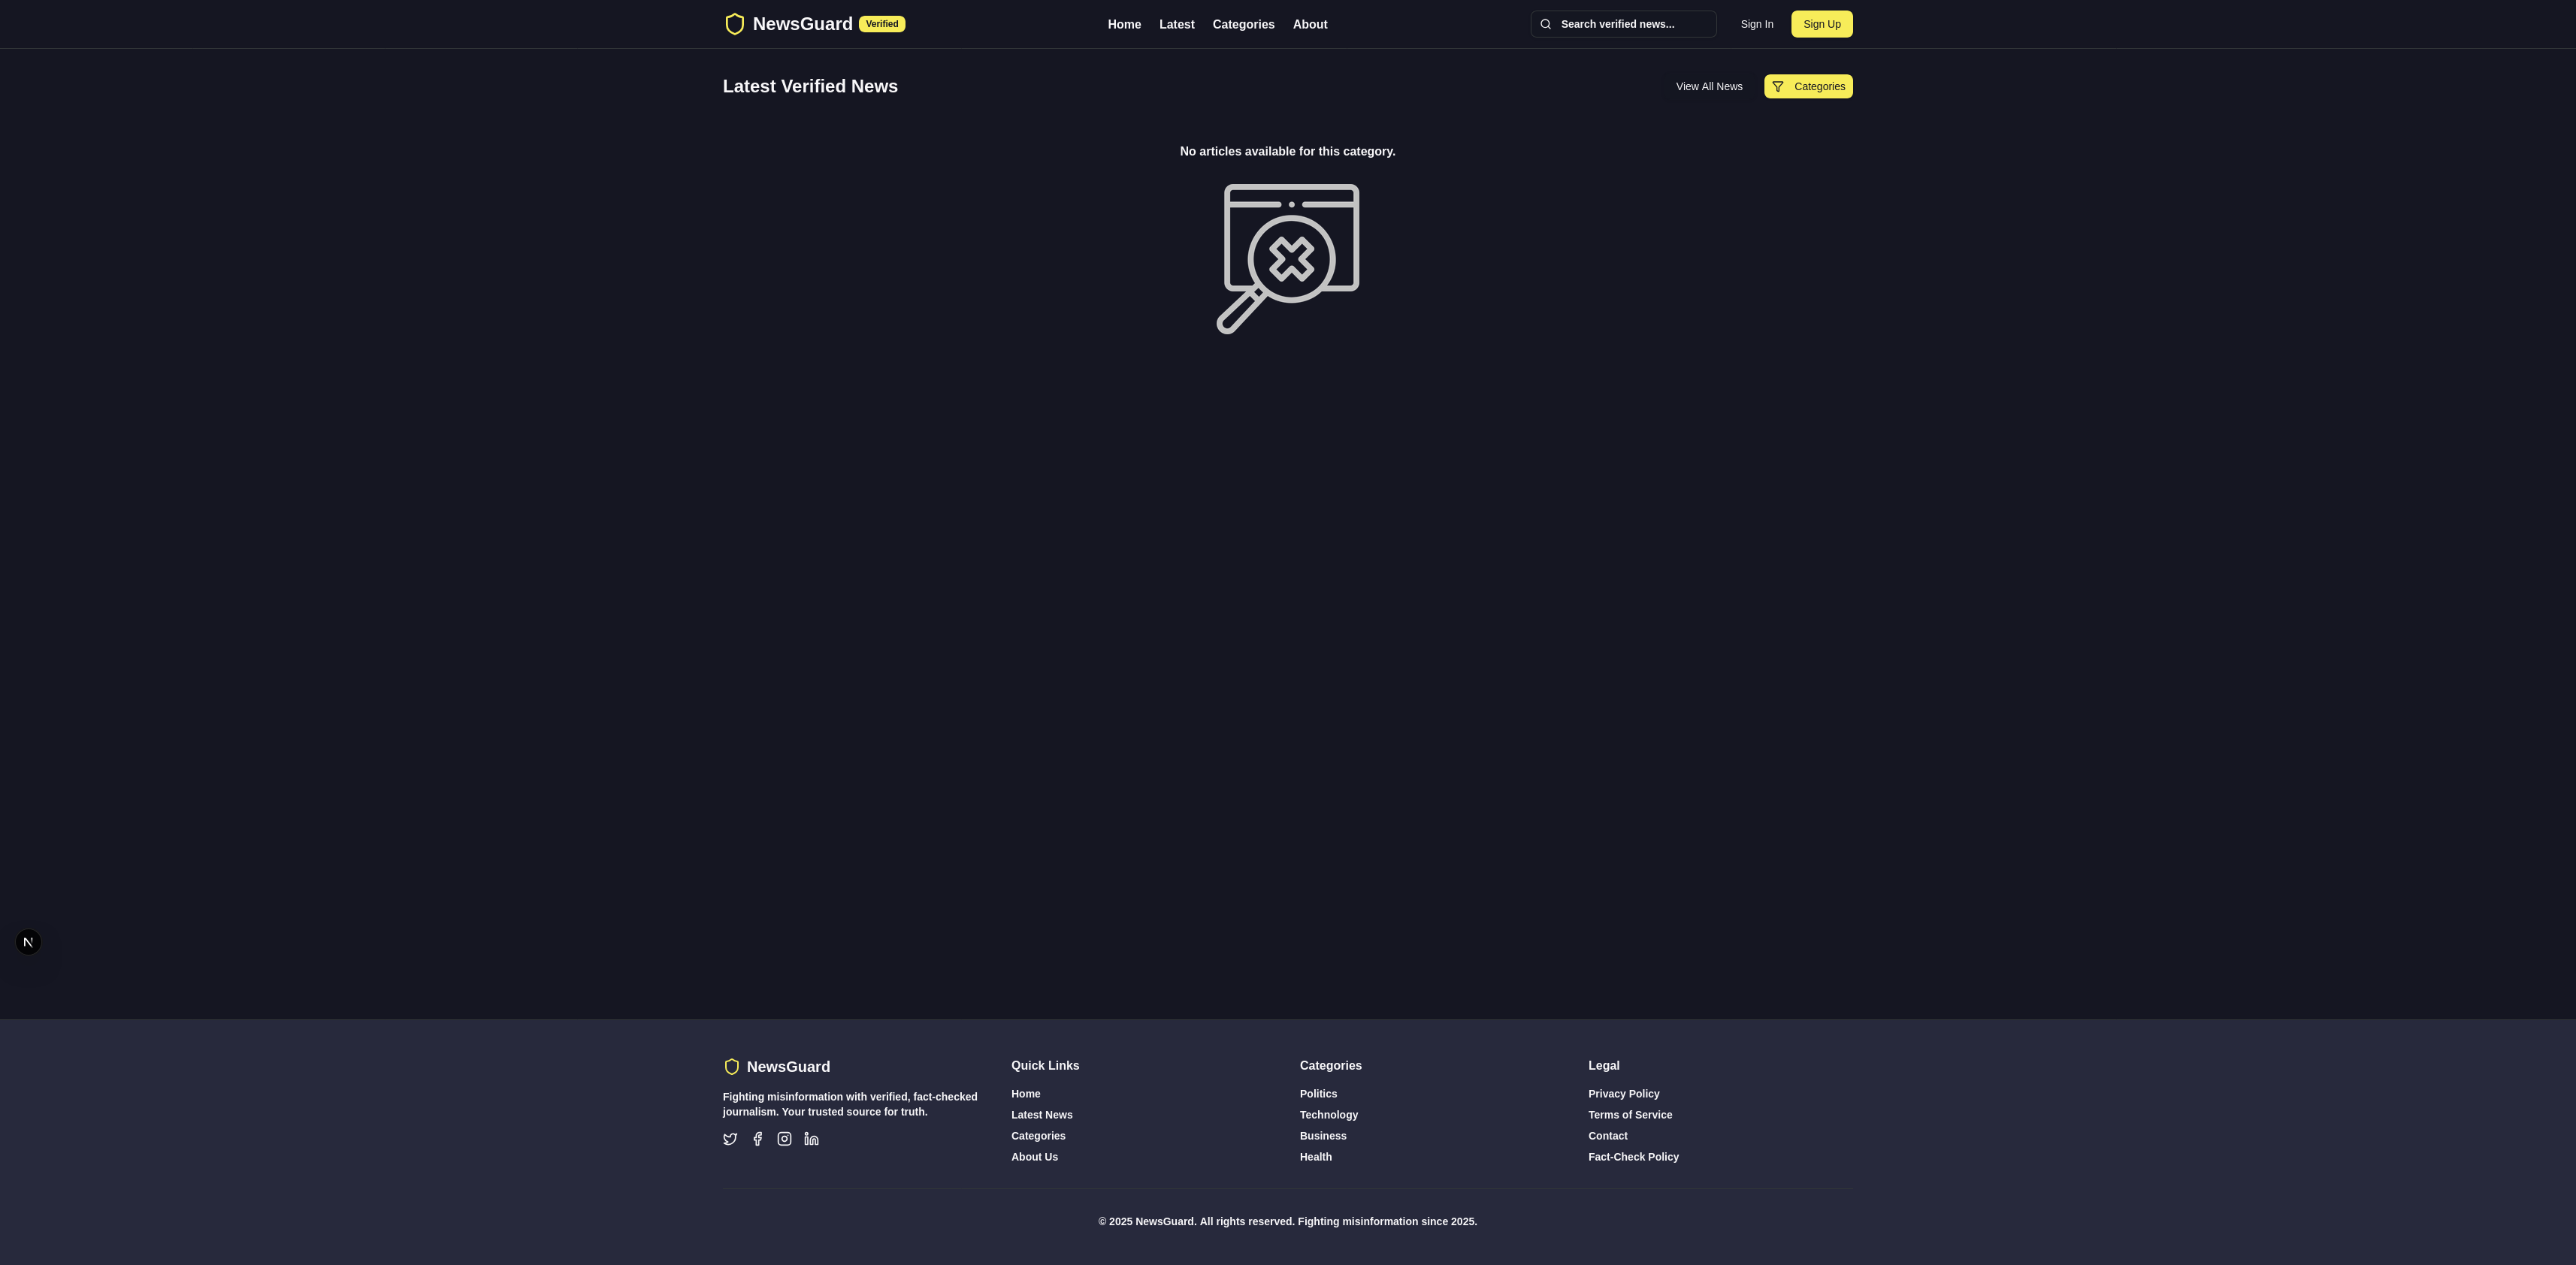 NewsGuard Verified Home Latest Categories About Search verified news... Sign In Sign Up
Latest Verified News View All News Categories
No articles available for this category.
N
NewsGuard
Fighting misinformation with verified, fact-checked
journalism. Your trusted source for truth.
Quick Links
Home
Latest News
Categories
About Us
Categories
Politics
Technology
Business
Health
Legal
Privacy Policy
Terms of Service
Contact
Fact-Check Policy
© 2025 NewsGuard. All rights reserved. Fighting misinformation since 2025.